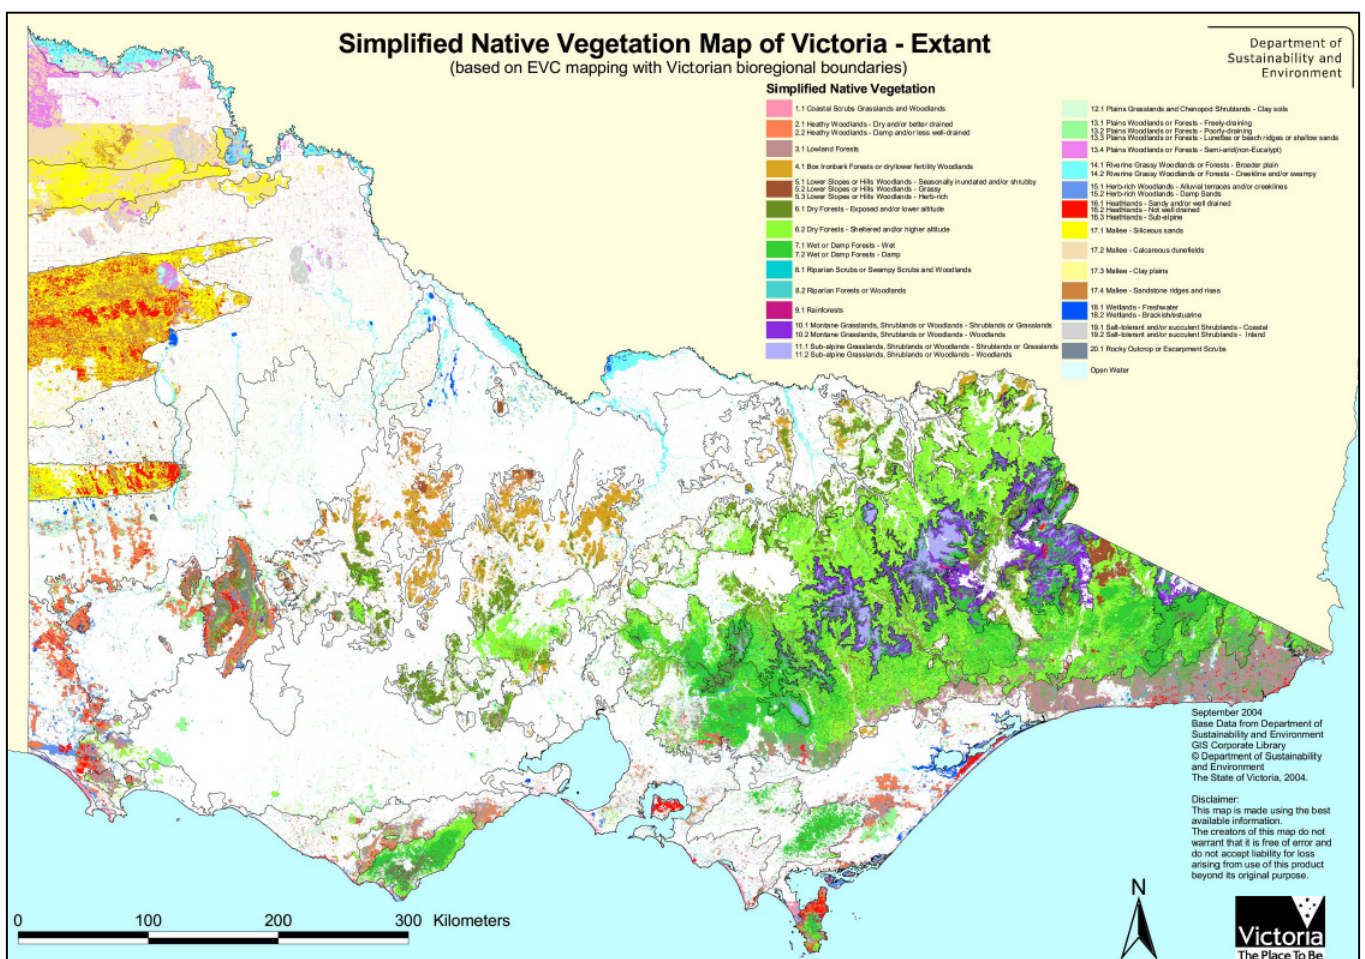 Simplified Native Vegetation Map of Victoria - Extant
(based on EVC mapping with Victorian bioregional boundaries)
Department of
Sustainability and
Environment
Simplified Native Vegetation
1.1 Coastal Scrubs Grasslands and Woodlands
2.1 Heathy Woodlands - Dry and/or better drained
2.2 Heathy Woodlands - Damp and/or less well-drained
3.1 Lowland Forests
4.1 Box Ironbark Forests or dry/lower fertility Woodlands
5.1 Lower Slopes or Hills Woodlands - Seasonally inundated and/or shrubby
5.2 Lower Slopes or Hills Woodlands - Grassy
5.3 Lower Slopes or Hills Woodlands - Herb-rich
6.1 Dry Forests - Exposed and/or lower altitude
6.2 Dry Forests - Sheltered and/or higher altitude
7.1 Wet or Damp Forests - Wet
7.2 Wet or Damp Forests - Damp
8.1 Riparian Scrubs or Swampy Scrubs and Woodlands
8.2 Riparian Forests or Woodlands
9.1 Rainforests
10.1 Montane Grasslands, Shrublands or Woodlands - Shrublands or Grasslands
10.2 Montane Grasslands, Shrublands or Woodlands - Woodlands
11.1 Sub-alpine Grasslands, Shrublands or Woodlands - Shrublands or Grasslands
11.2 Sub-alpine Grasslands, Shrublands or Woodlands - Woodlands
12.1 Plains Grasslands and Chenopod Shrublands - Clay soils
13.1 Plains Woodlands or Forests - Freely-draining
13.2 Plains Woodlands or Forests - Poorly-draining
13.3 Plains Woodlands or Forests - Lunettes or beach ridges or shallow sands
13.4 Plains Woodlands or Forests - Semi-arid(non-Eucalypt)
14.1 Riverine Grassy Woodlands or Forests - Broader plain
14.2 Riverine Grassy Woodlands or Forests - Creekline and/or swampy
15.1 Herb-rich Woodlands - Alluvial terraces and/or creeklines
15.2 Herb-rich Woodlands - Damp Sands
16.1 Heathlands - Sandy and/or well drained
16.2 Heathlands - Not well drained
16.3 Heathlands - Sub-alpine
17.1 Mallee - Siliceous sands
17.2 Mallee - Calcareous dunefields
17.3 Mallee - Clay plains
17.4 Mallee - Sandstone ridges and rises
18.1 Wetlands - Freshwater
18.2 Wetlands - Brackish/estuarine
19.1 Salt-tolerant and/or succulent Shrublands - Coastal
19.2 Salt-tolerant and/or succulent Shrublands - Inland
20.1 Rocky Outcrop or Escarpment Scrubs
Open Water
September 2004
Base Data from Department of
Sustainability and Environment
GIS Corporate Library
© Department of Sustainability
and Environment
The State of Victoria, 2004.
Disclaimer:
This map is made using the best
available information.
The creators of this map do not
warrant that it is free of error and
do not accept liability for loss
arising from use of this product
beyond its original purpose.
0 100 200 300 Kilometers
N
Victoria
The Place To Be